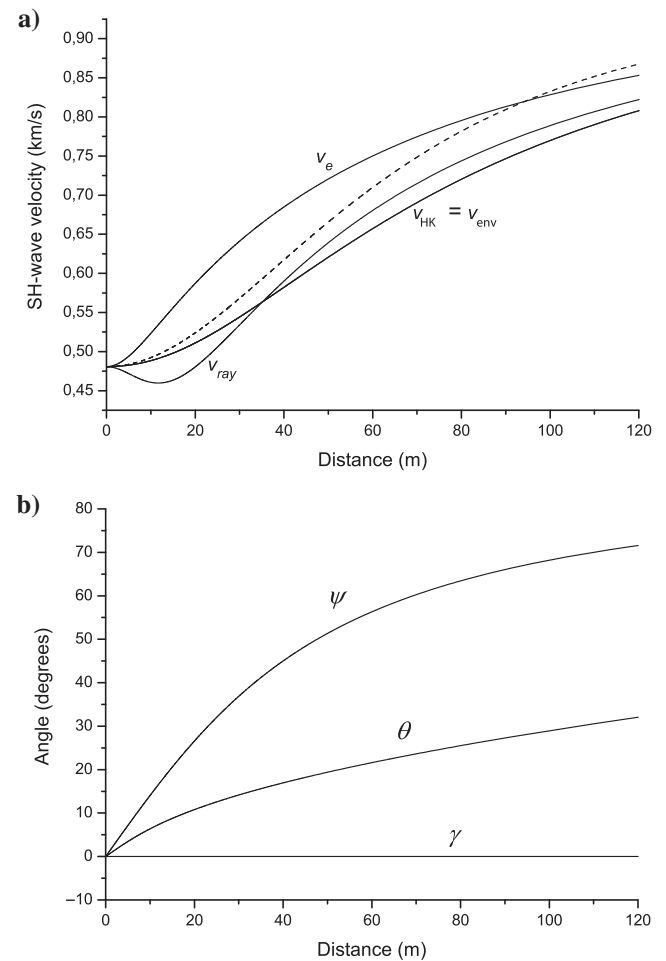 a)
0,90
0,85
0,80
0,75
0,70
0,65
0,60
0,55
0,50
0,45
SH-wave velocity (km/s)
v_e
v_HK = v_env
v_ray
0 20 40 60 80 100 120
Distance (m)
b)
80
70
60
50
40
30
20
10
0
–10
Angle (degrees)
ψ
θ
γ
0 20 40 60 80 100 120
Distance (m)